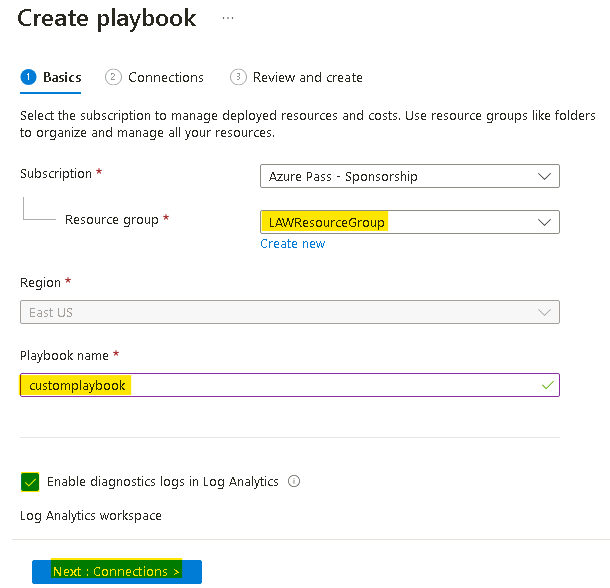 Create playbook ...
1 Basics 2 Connections 3 Review and create
Select the subscription to manage deployed resources and costs. Use resource groups like folders
to organize and manage all your resources.
Subscription *
Azure Pass - Sponsorship
Resource group *
LAWResourceGroup
Create new
Region *
East US
Playbook name *
customplaybook
Enable diagnostics logs in Log Analytics
Log Analytics workspace
Next : Connections >